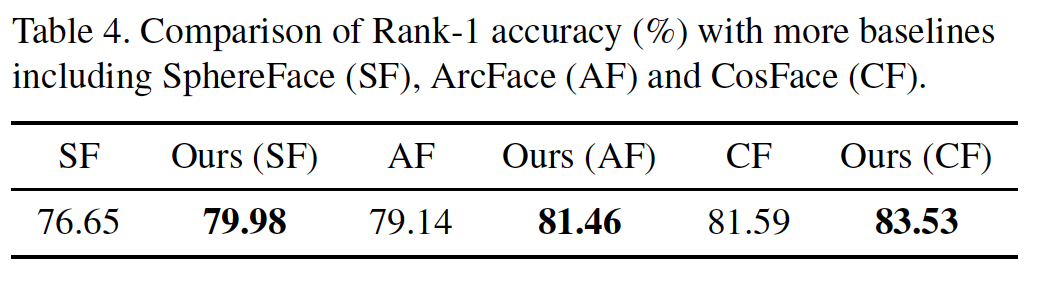 Table 4. Comparison of Rank-1 accuracy (%) with more baselines
including SphereFace (SF), ArcFace (AF) and CosFace (CF).
SF Ours (SF) AF Ours (AF) CF Ours (CF)
76.65 79.98 79.14 81.46 81.59 83.53